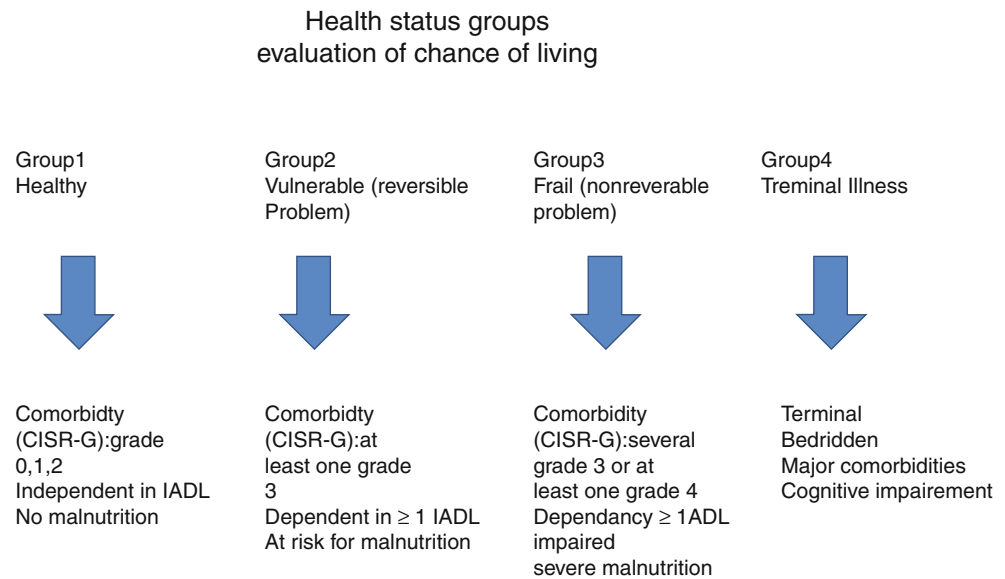 Health status groups
evaluation of chance of living
Group1
Healthy
Group2
Vulnerable (reversible
Problem)
Group3
Frail (nonreverable
problem)
Group4
Treminal Illness
Comorbidty
(CISR-G):grade
0,1,2
Independent in IADL
No malnutrition
Comorbidty
(CISR-G):at
least one grade
3
Dependent in ≥ 1 IADL
At risk for malnutrition
Comorbidity
(CISR-G):several
grade 3 or at
least one grade 4
Dependancy ≥ 1ADL
impaired
severe malnutrition
Terminal
Bedridden
Major comorbidities
Cognitive impairement